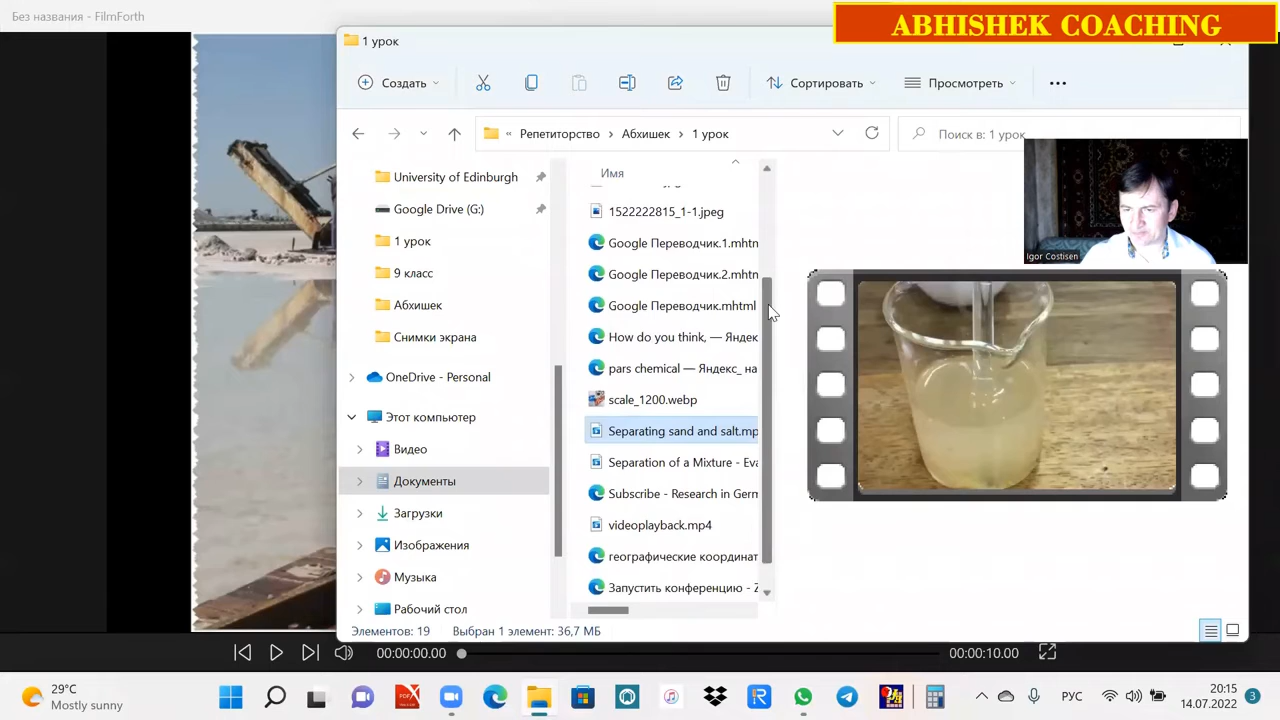 Без названия - FilmForth
ABHISHEK COACHING
1 урок
Создать
Сортировать
Просмотреть
« Репетиторство > Абхишек > 1 урок
Поиск в: 1 урок
University of Edinburgh
Google Drive (G:)
1 урок
9 класс
Абхишек
Снимки экрана
OneDrive - Personal
Этот компьютер
Видео
Документы
Загрузки
Изображения
Музыка
Рабочий стол
Имя
1522222815_1-1.jpeg
Google Переводчик.1.mhtm
Google Переводчик.2.mhtm
Google Переводчик.mhtml
How do you think, — Яндек
pars chemical — Яндекс_ на
scale_1200.webp
Separating sand and salt.mp
Separation of a Mixture - Eva
Subscribe - Research in Germ
videoplayback.mp4
географические координат
Запустить конференцию - Z
Igor Costisen
Элементов: 19
Выбран 1 элемент: 36,7 МБ
00:00:00.00
00:00:10.00
29°C
Mostly sunny
РУС
20:15
14.07.2022
3